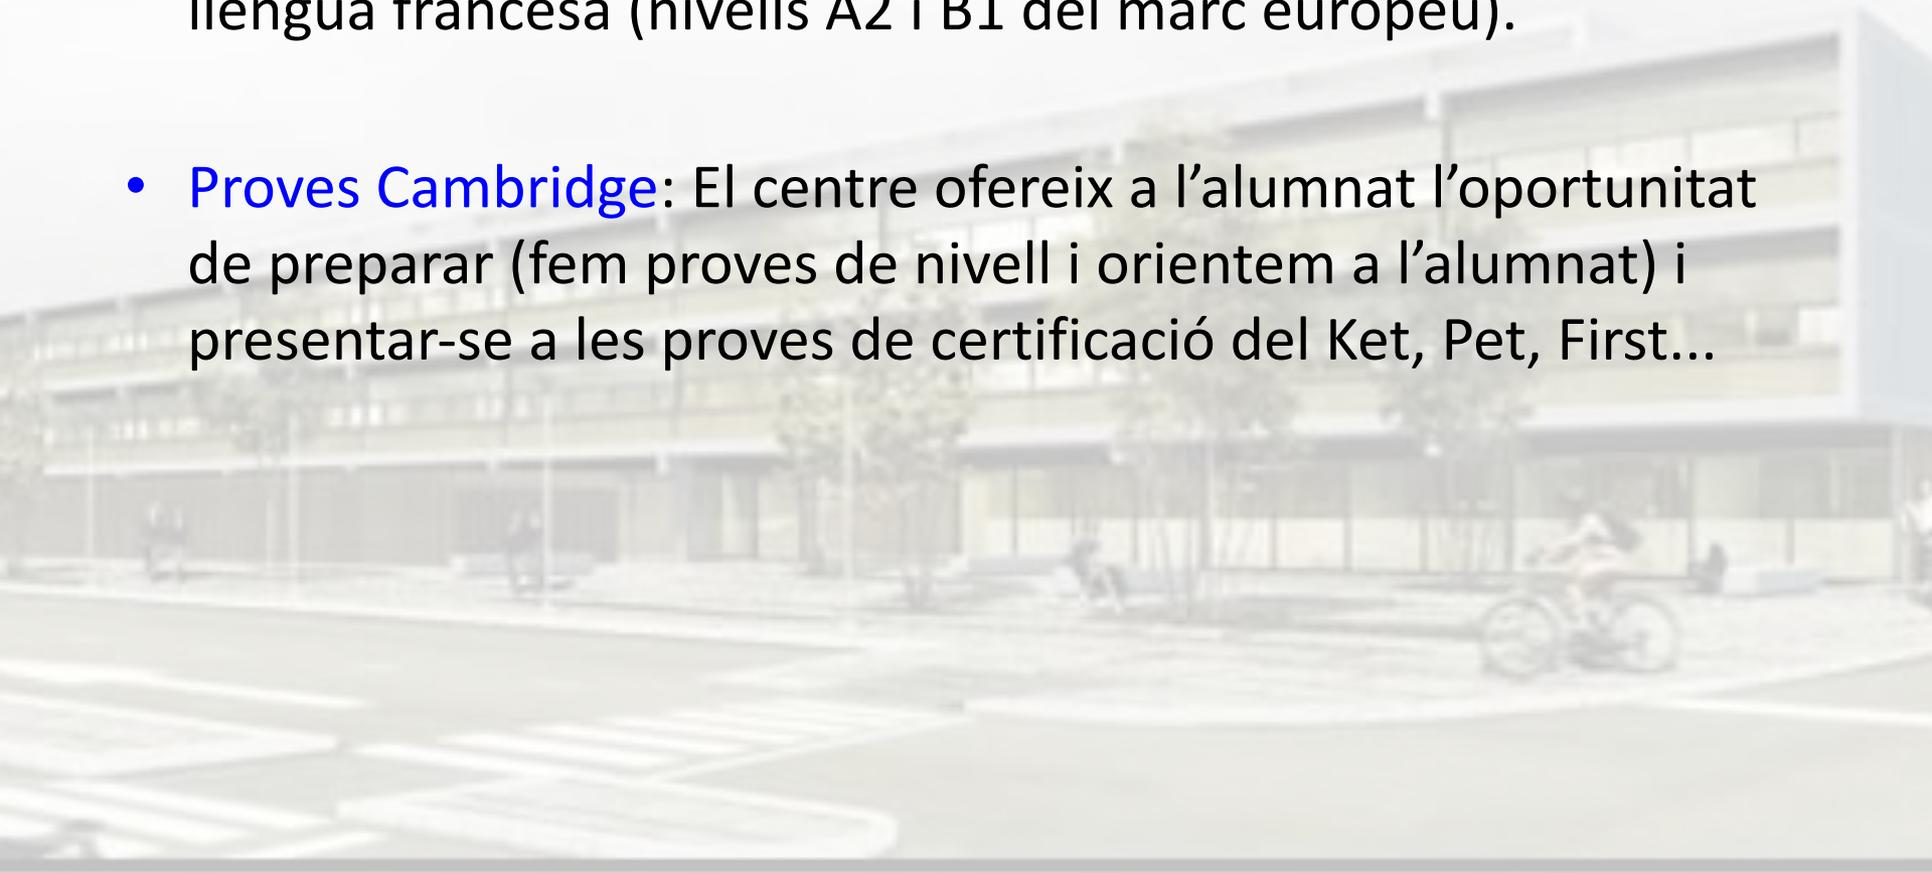 llengua francesa (nivells A2 i B1 del marc europeu).
• Proves Cambridge: El centre ofereix a l’alumnat l’oportunitat
de preparar (fem proves de nivell i orientem a l’alumnat) i
presentar-se a les proves de certificació del Ket, Pet, First...